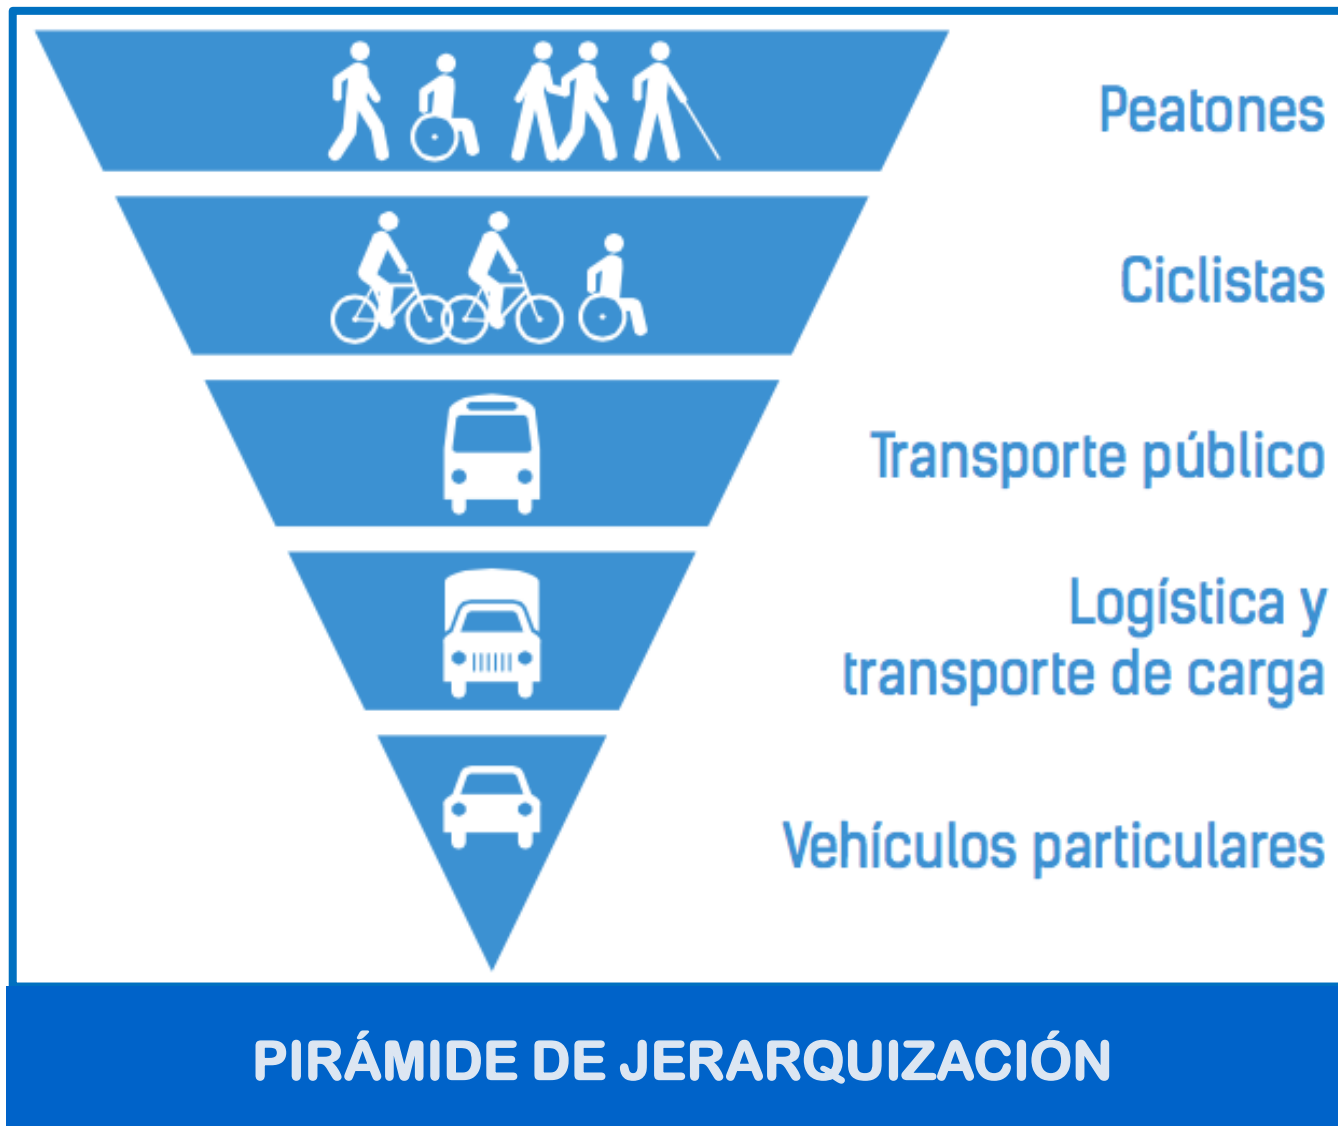 Peatones
Ciclistas
Transporte público
Logística y
transporte de carga
Vehículos particulares
PIRÁMIDE DE JERARQUIZACIÓN